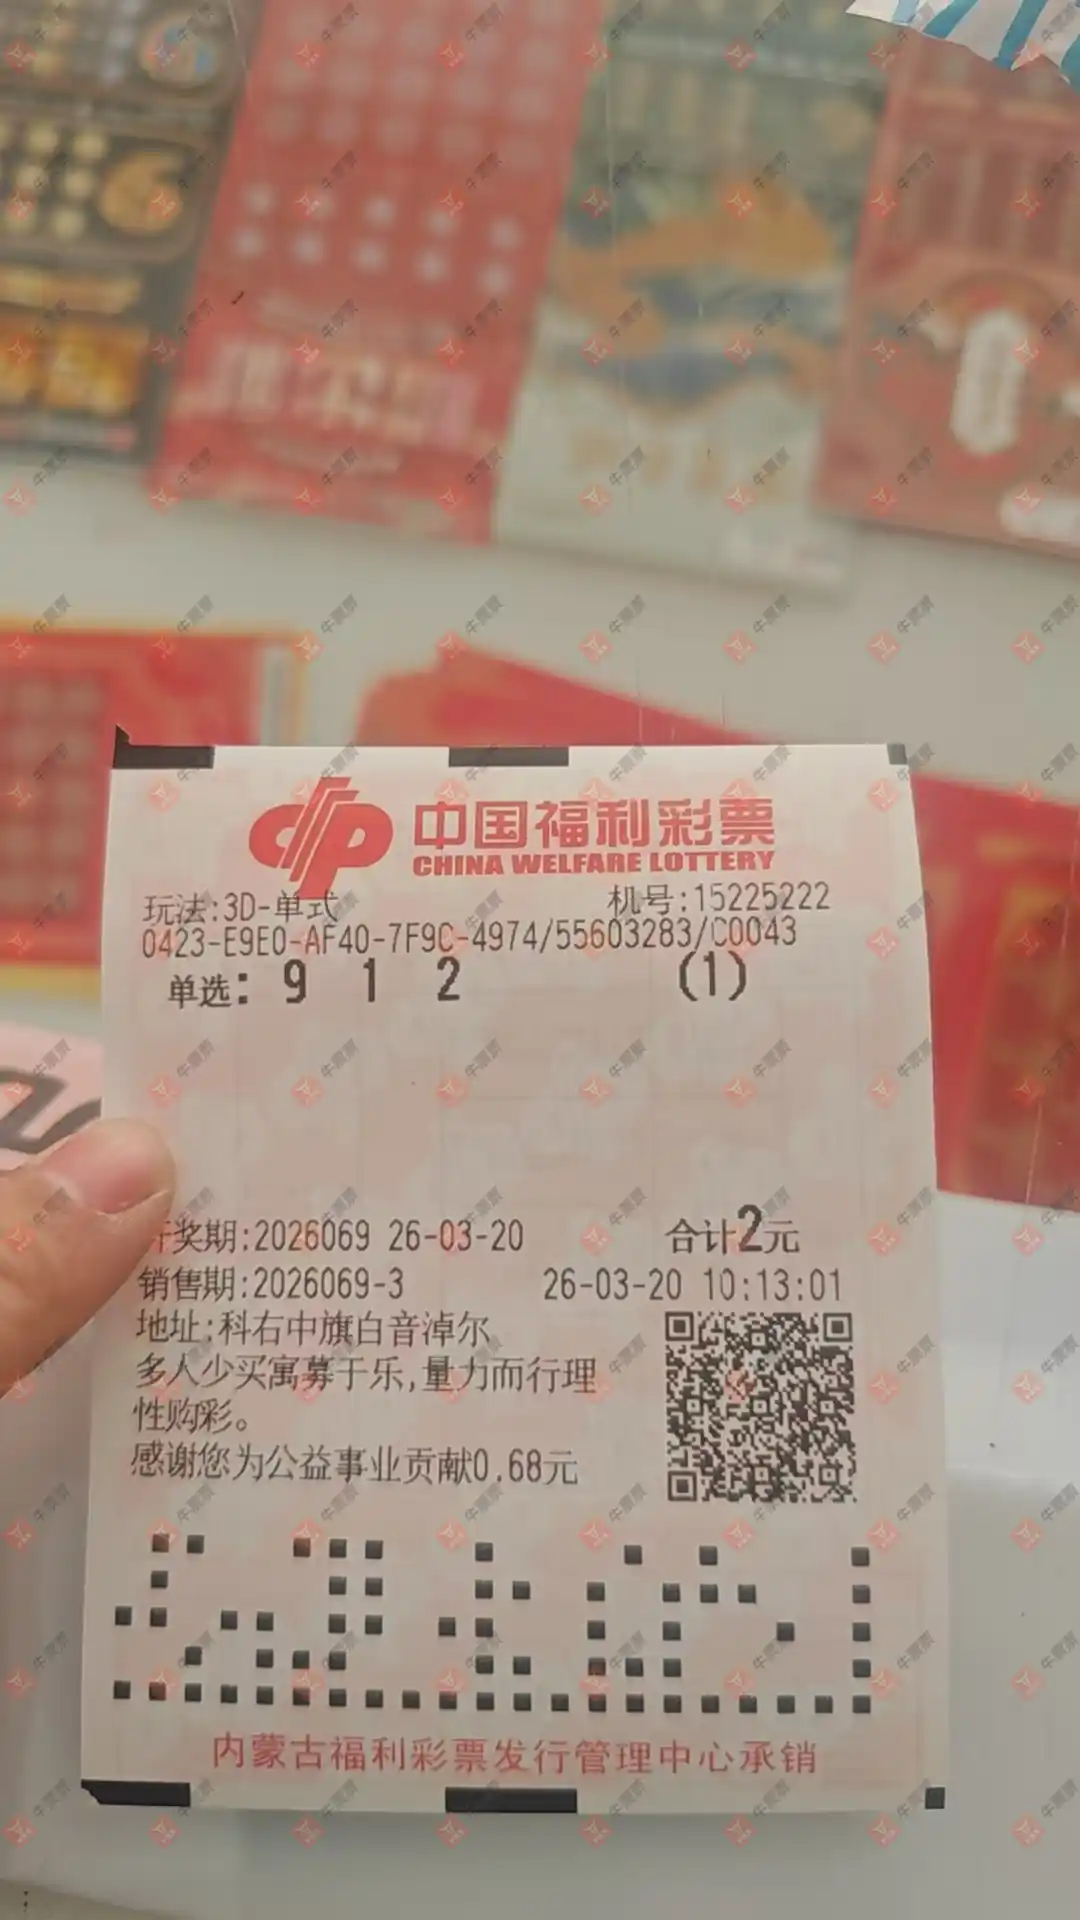 中国福利彩票
CHINA WELFARE LOTTERY
玩法:3D-单式 机号:15225222
0423-E9E0-AF40-7F9C-4974/55603283/C0043
单选: 9 1 2 (1)
开奖期:2026069 26-03-20 合计2元
销售期:2026069-3 26-03-20 10:13:01
地址:科右中旗白音淖尔
多人少买寓募于乐,量力而行理
性购彩。
感谢您为公益事业贡献0.68元
内蒙古福利彩票发行管理中心承销
牛票票